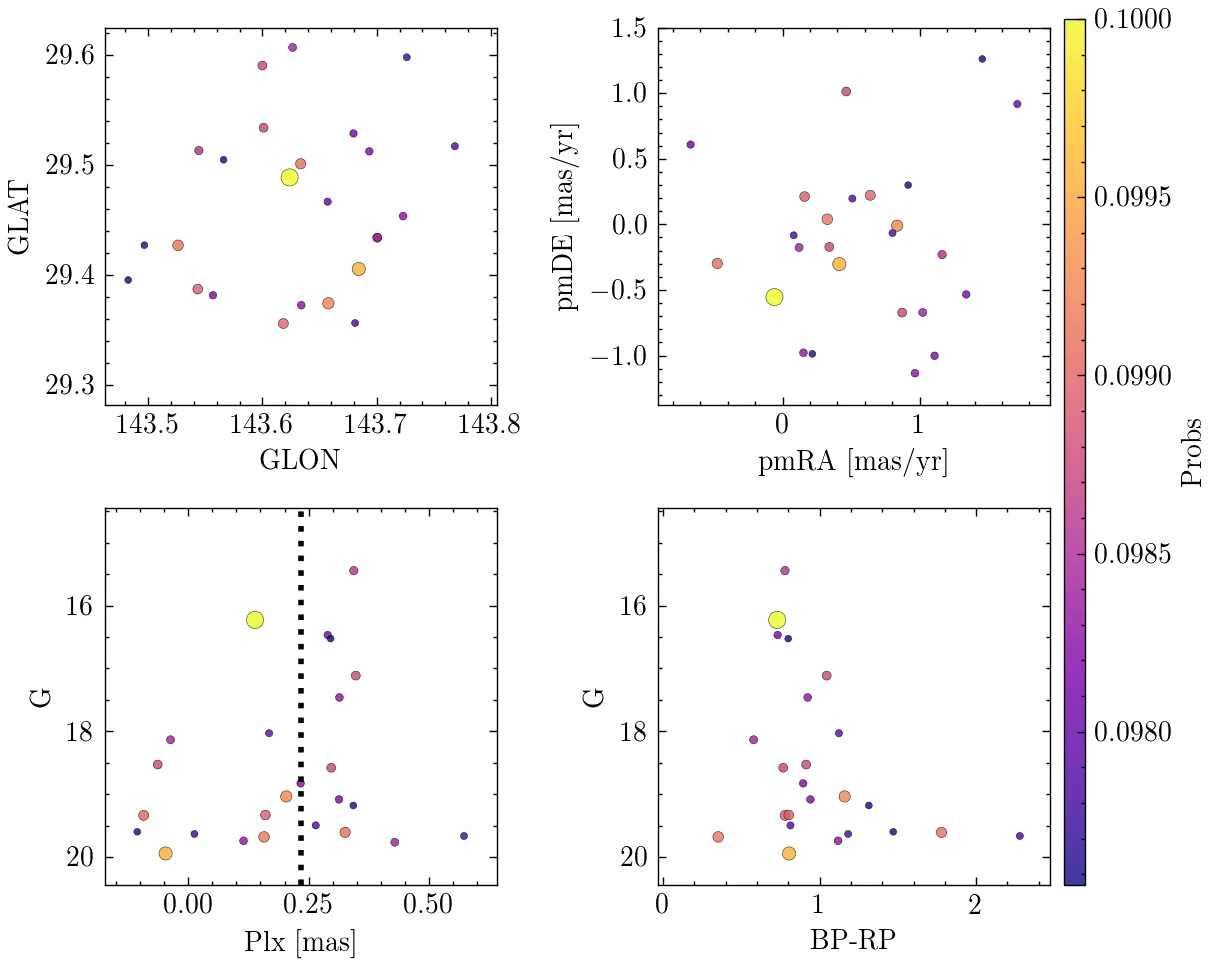 29.6
29.5
29.4
29.3
GLAT
143.5 143.6 143.7 143.8
GLON
1.5
1.0
0.5
0.0
−0.5
−1.0
pmDE [mas/yr]
0 1
pmRA [mas/yr]
16
18
20
G
0.00 0.25 0.50
Plx [mas]
16
18
20
G
0 1 2
BP-RP
0.1000
0.0995
0.0990
0.0985
0.0980
Probs